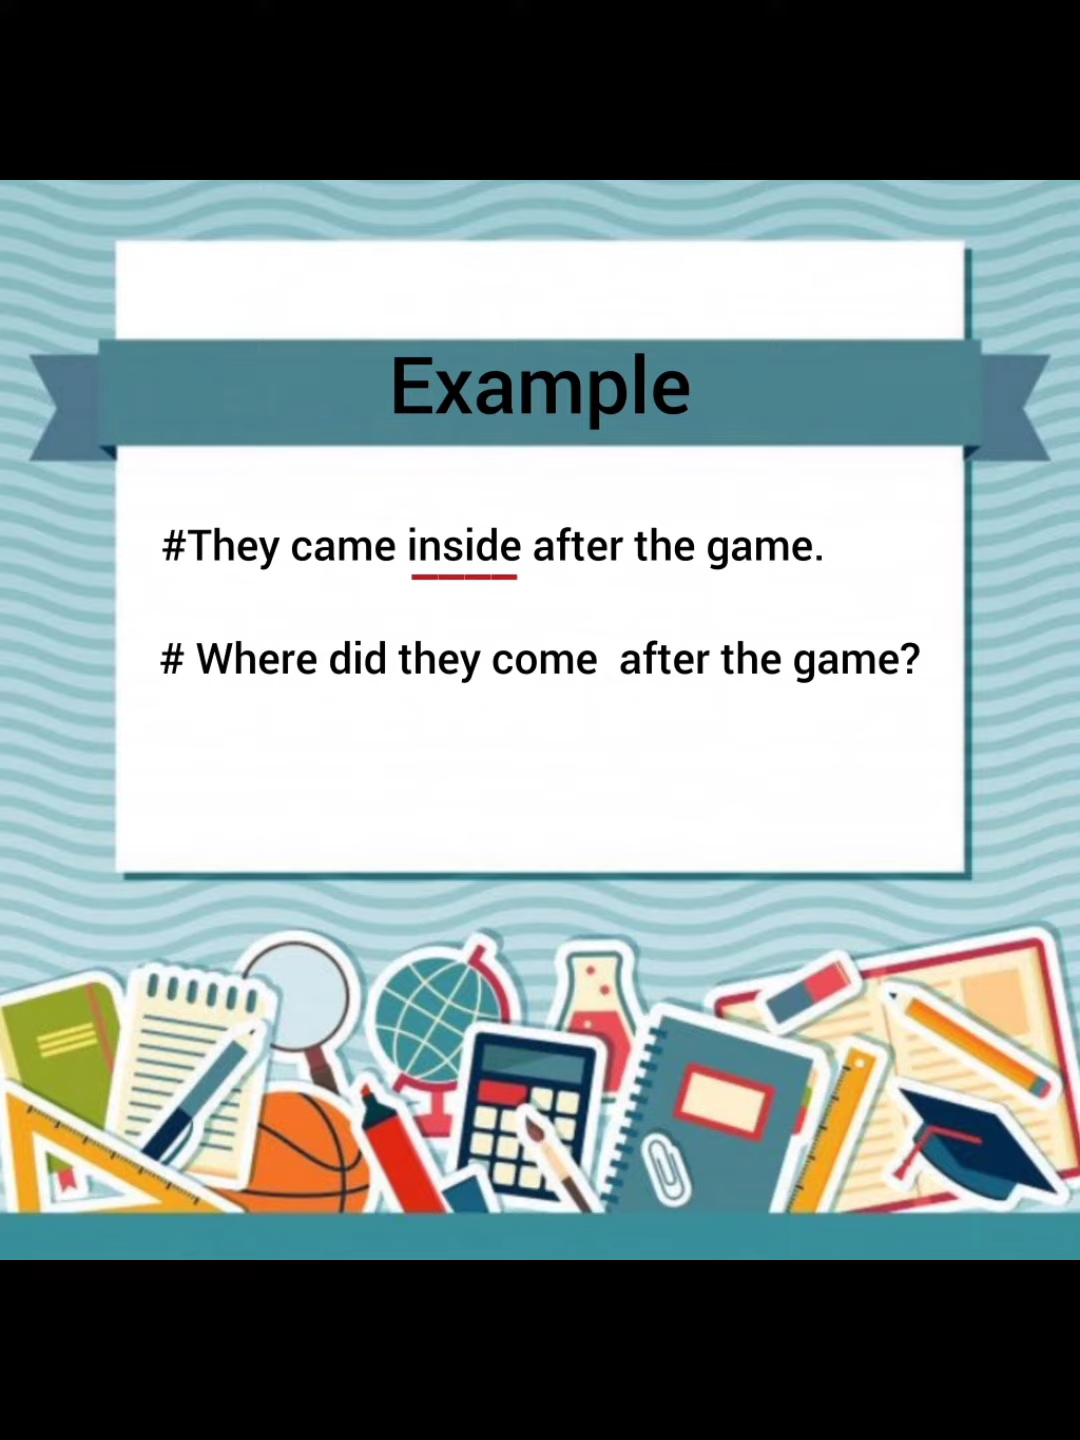 Example
#They came inside after the game.
# Where did they come  after the game?